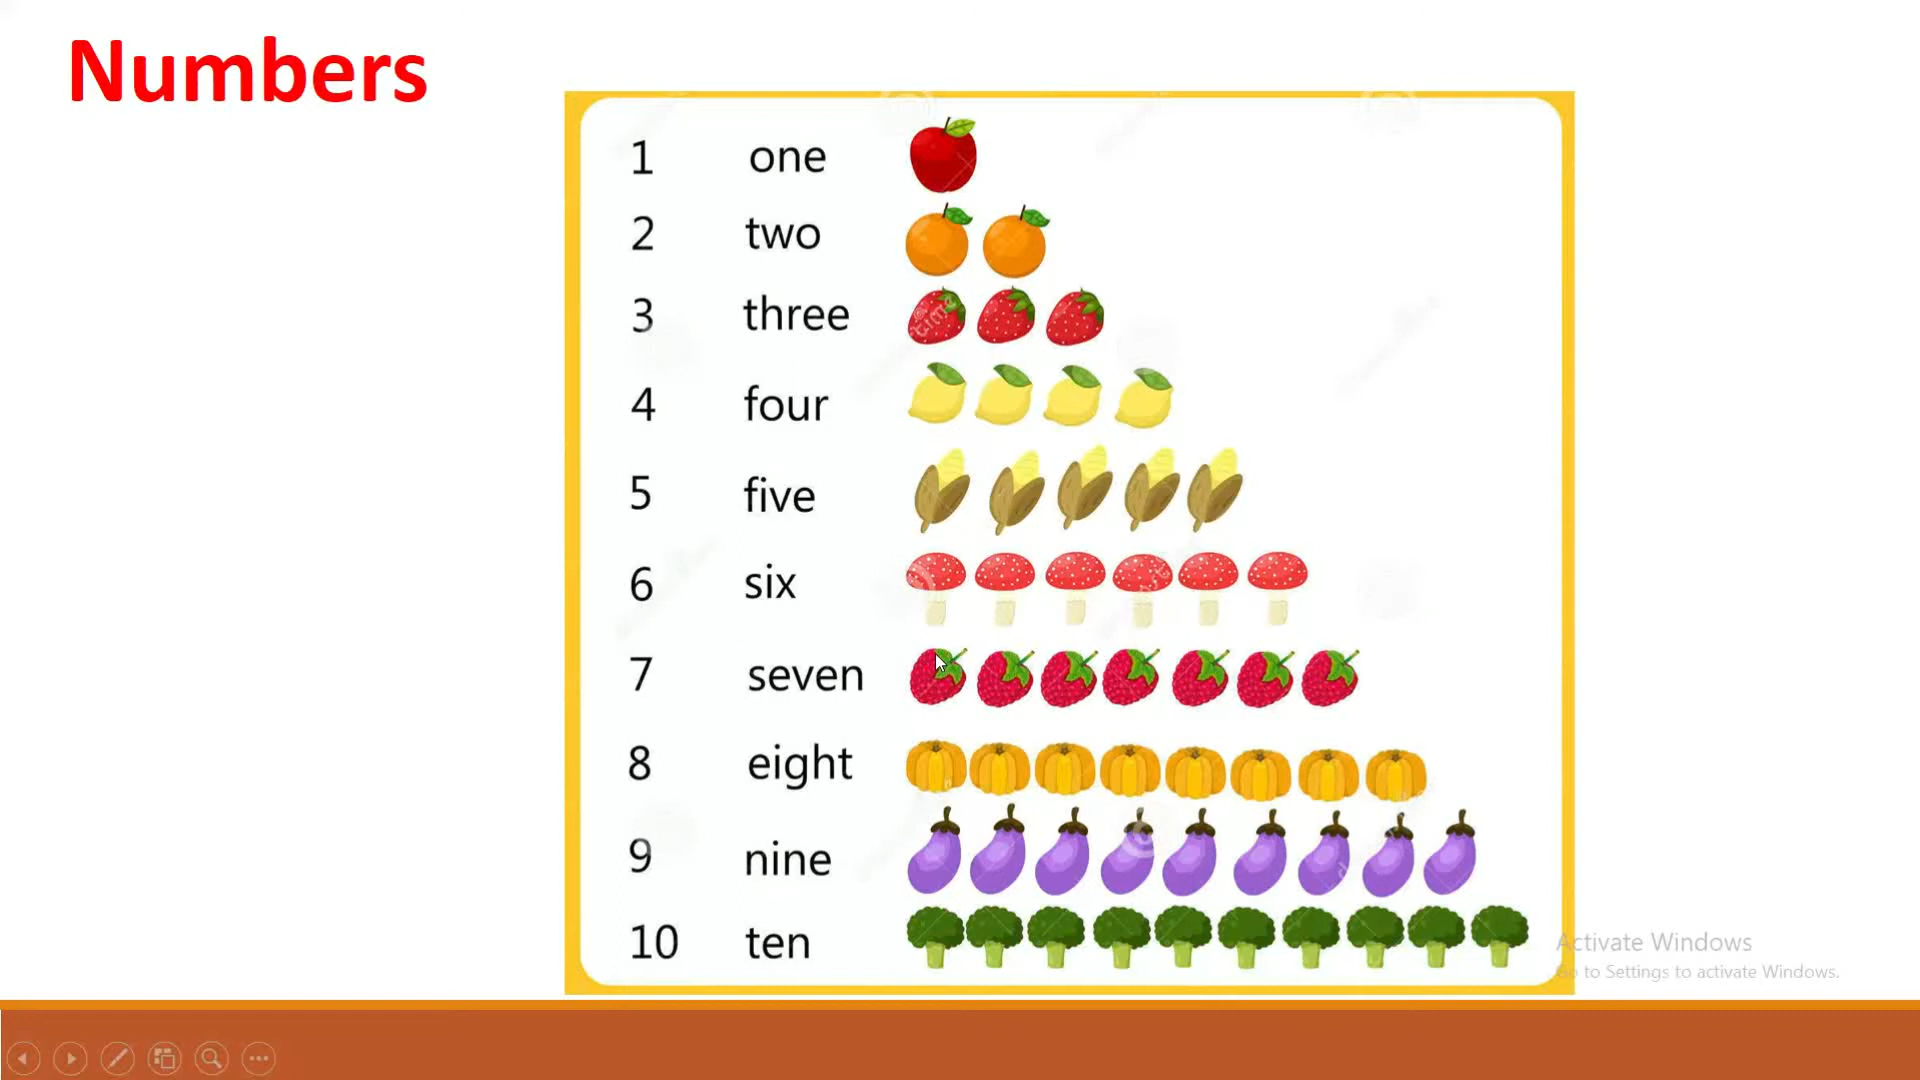 Numbers
1 one
2 two
3 three
4 four
5 five
6 six
7 seven
8 eight
9 nine
10 ten
Activate Windows
Go to Settings to activate Windows.